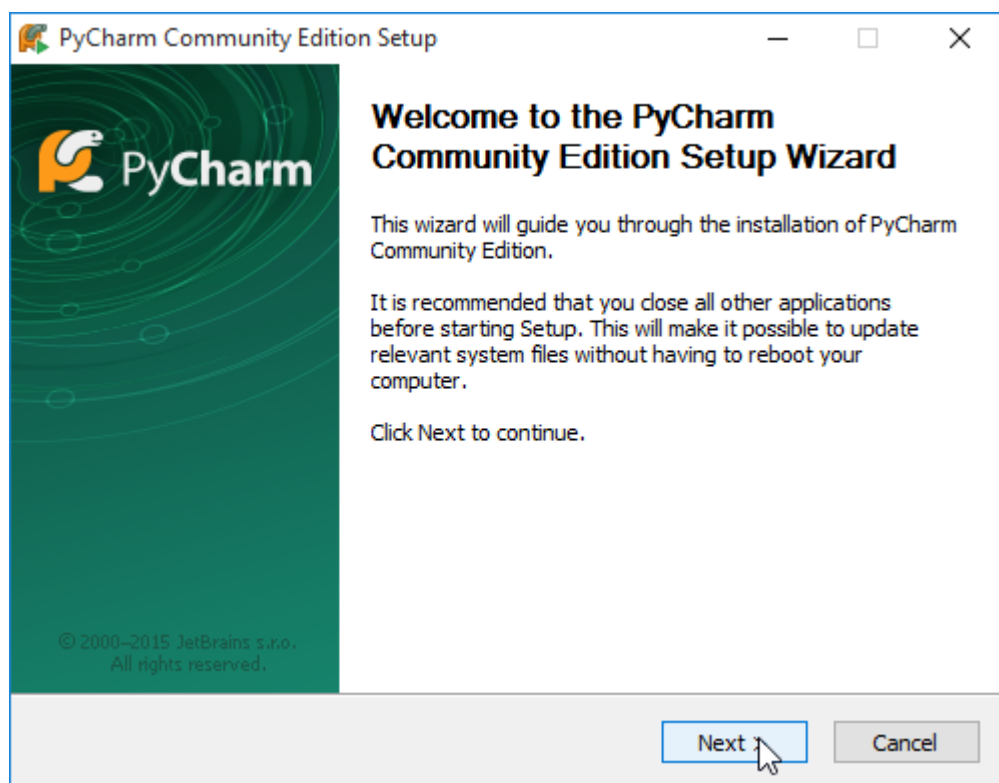 PyCharm Community Edition Setup
PyCharm
Welcome to the PyCharm
Community Edition Setup Wizard
This wizard will guide you through the installation of PyCharm
Community Edition.
It is recommended that you close all other applications
before starting Setup. This will make it possible to update
relevant system files without having to reboot your
computer.
Click Next to continue.
© 2000–2015 JetBrains s.r.o.
All rights reserved.
Next >
Cancel